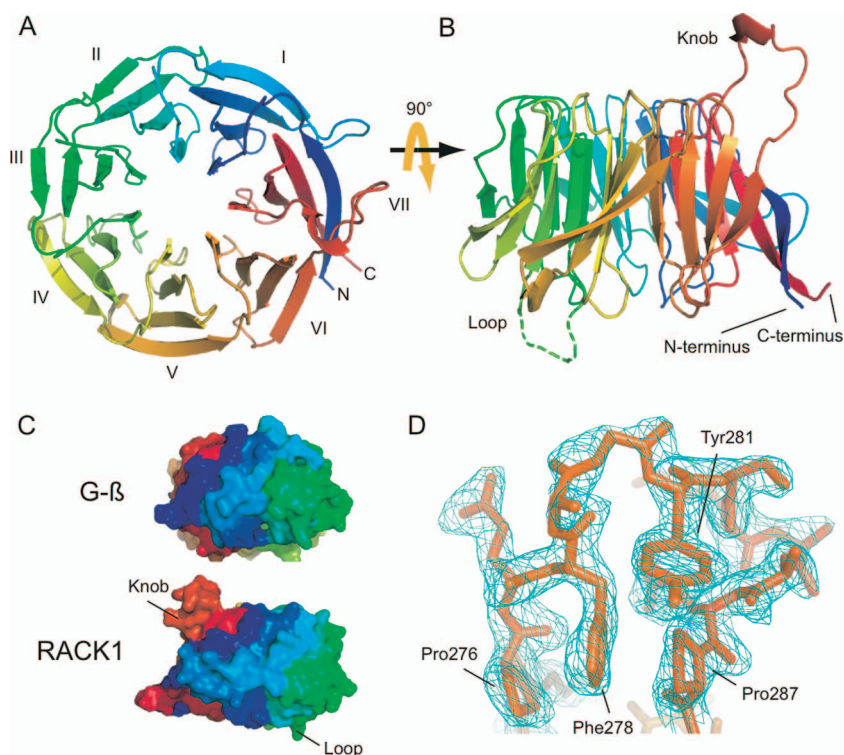 A
II
I
III
VII
C
N
IV
VI
V
90°
B
Knob
Loop
N-terminus
C-terminus
C
G-ß
Knob
RACK1
Loop
D
Tyr281
Pro276
Phe278
Pro287